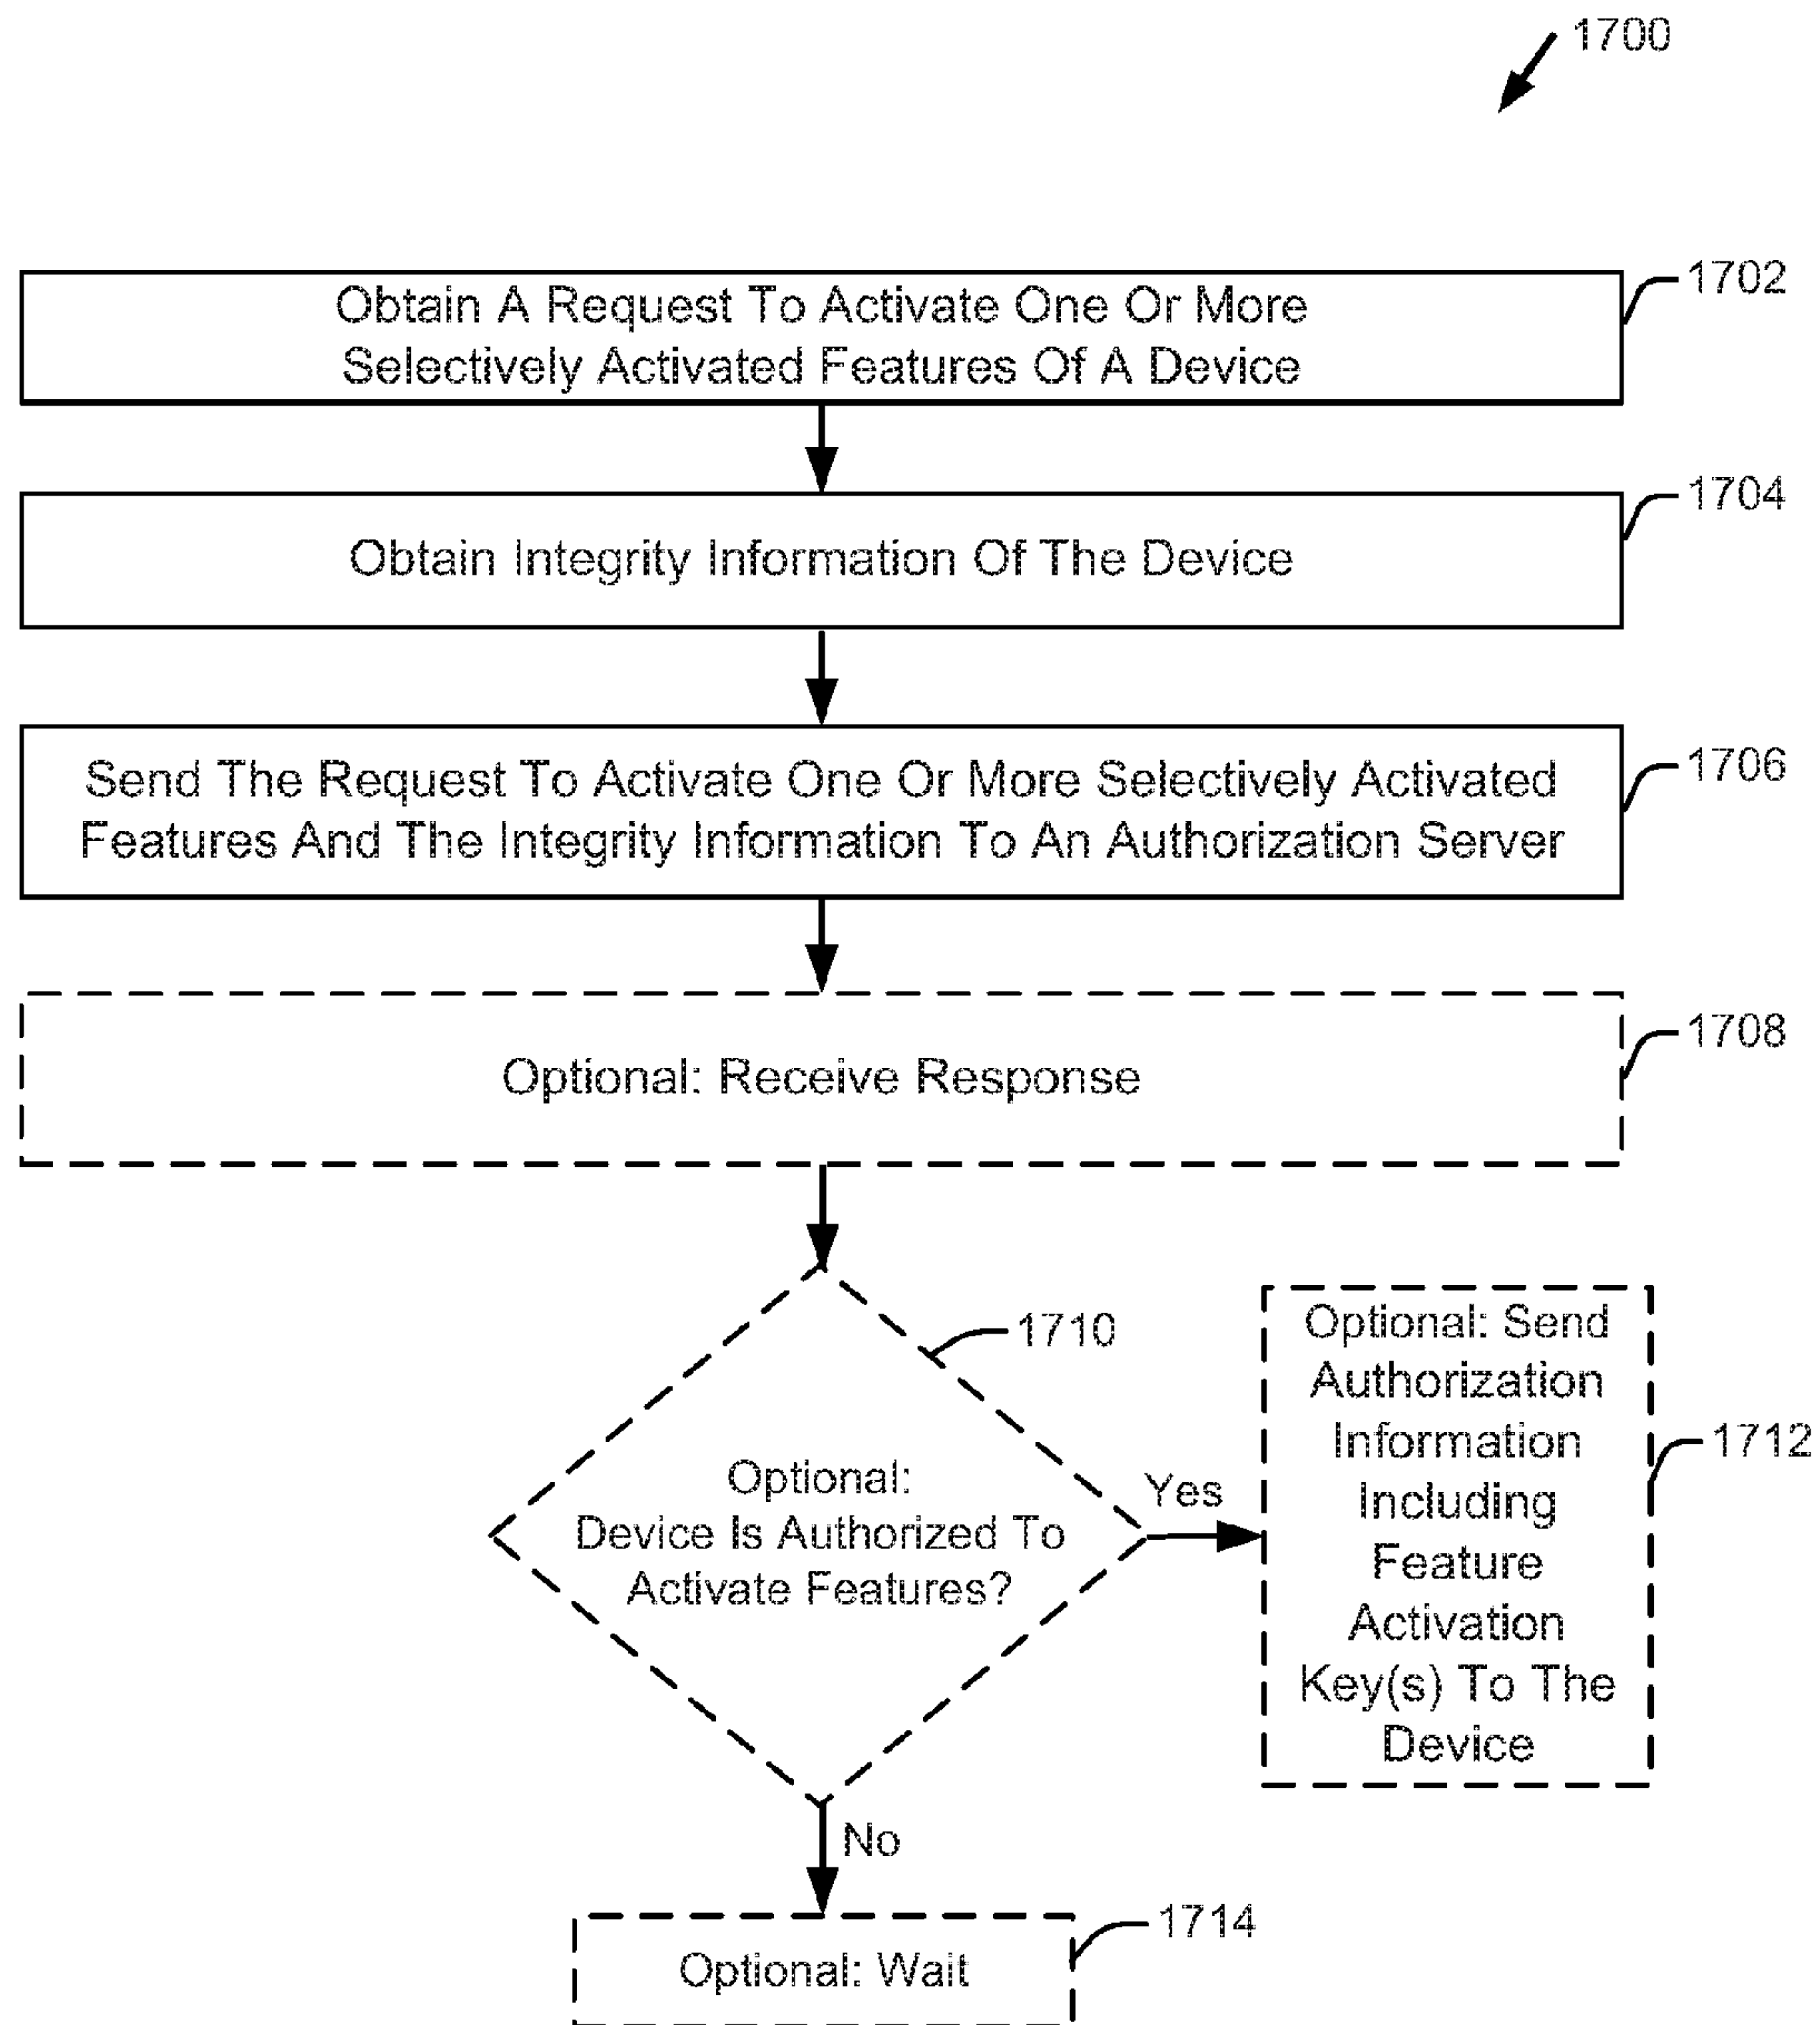 1700
Obtain A Request To Activate One Or More
Selectively Activated Features Of A Device
1702
Obtain Integrity Information Of The Device
1704
Send The Request To Activate One Or More Selectively Activated
Features And The Integrity Information To An Authorization Server
1706
Optional: Receive Response
1708
Optional:
Device Is Authorized To
Activate Features?
1710
Yes
Optional: Send
Authorization
Information
Including
Feature
Activation
Key(s) To The
Device
1712
No
Optional: Wait
1714